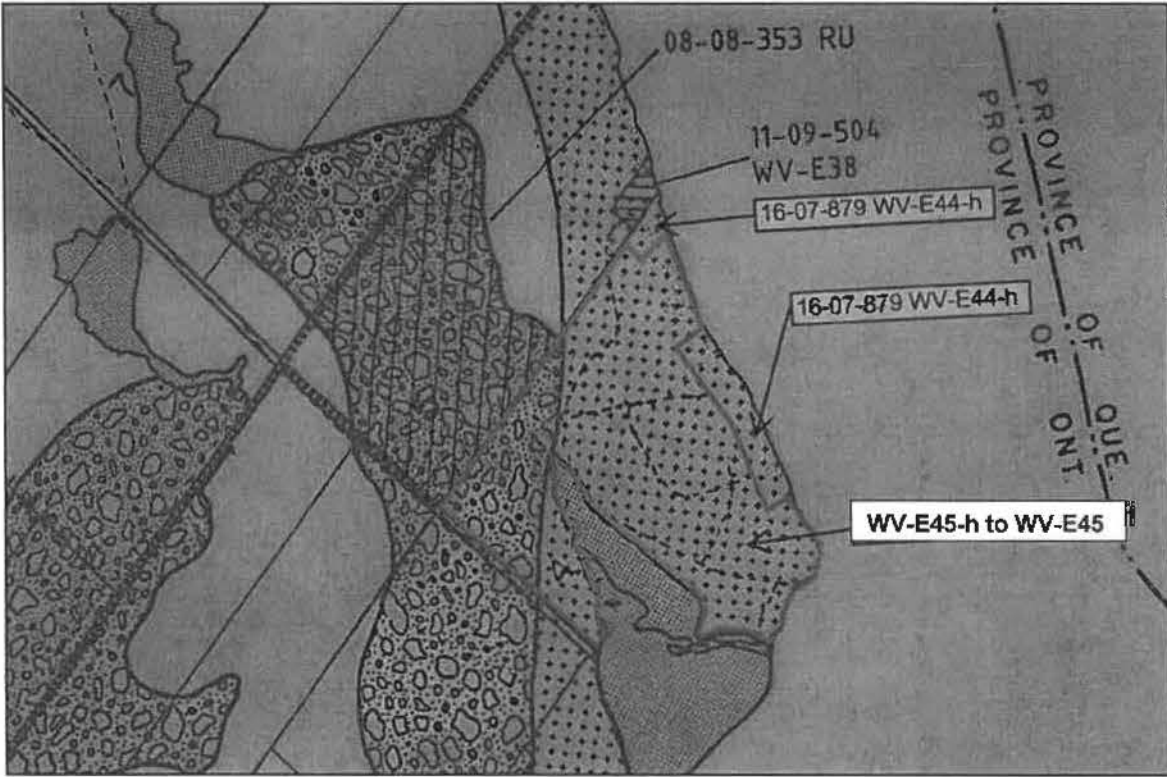 08-08-353 RU
11-09-504
WV-E38
16-07-879 WV-E44-h
16-07-879 WV-E44-h
WV-E45-h to WV-E45
PROVINCE OF QUE.
PROVINCE OF ONT.